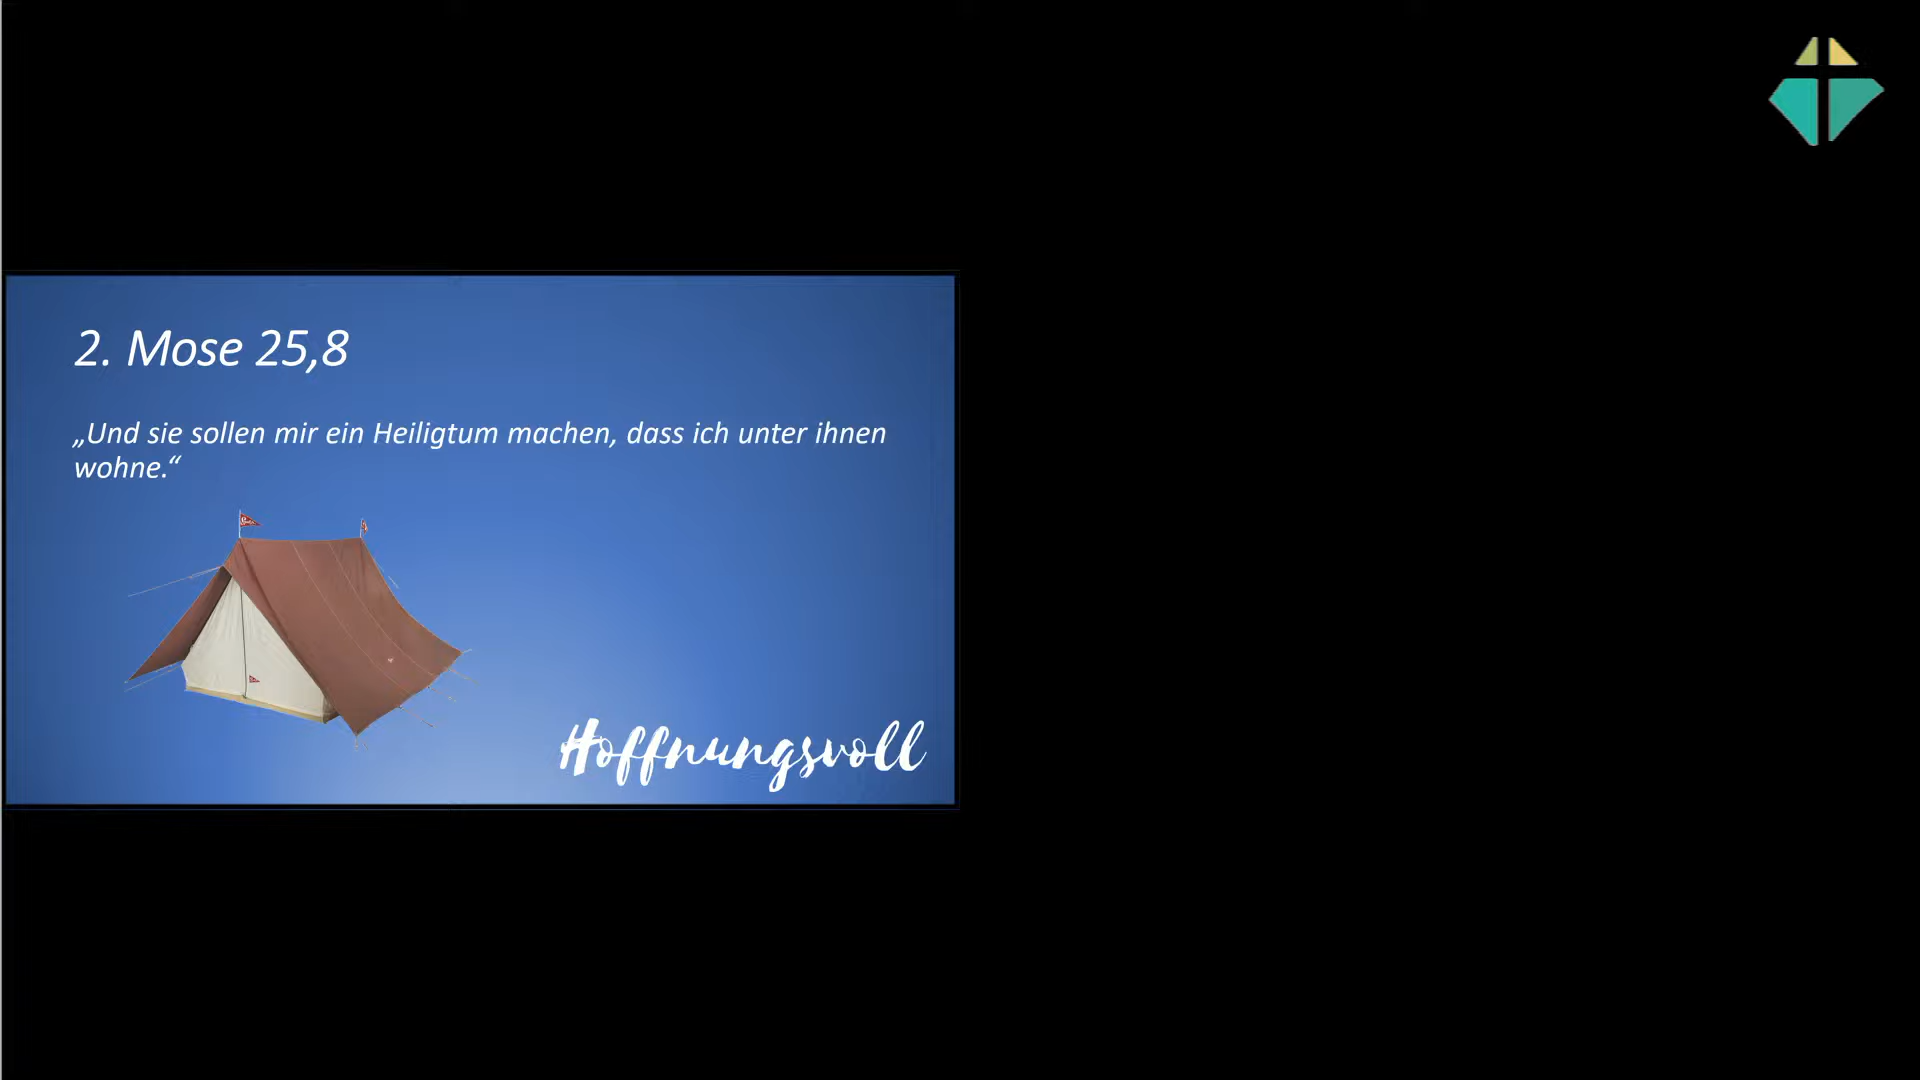 2. Mose 25,8
„Und sie sollen mir ein Heiligtum machen, dass ich unter ihnen
wohne.“
Hoffnungsvoll